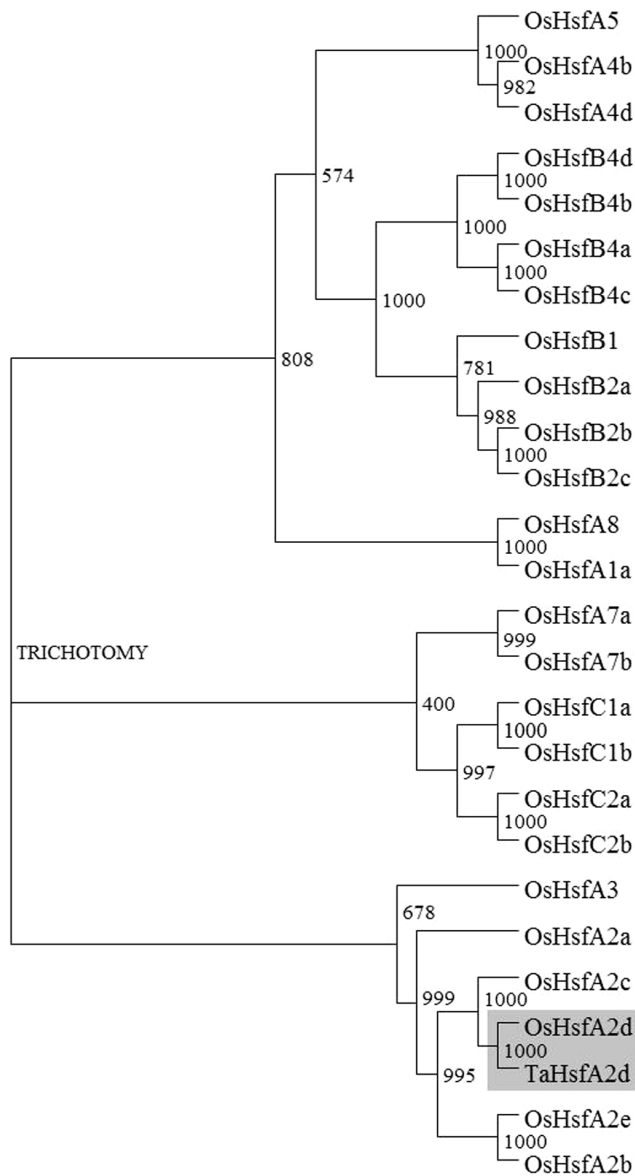 OsHsfA5
1000
OsHsfA4b
982
OsHsfA4d
OsHsfB4d
574
1000
OsHsfB4b
1000
OsHsfB4a
1000
OsHsfB4c
1000
OsHsfB1
808
781
OsHsfB2a
988
OsHsfB2b
1000
OsHsfB2c
OsHsfA8
1000
OsHsfA1a
OsHsfA7a
999
TRICHOTOMY
OsHsfA7b
400
OsHsfC1a
1000
OsHsfC1b
997
OsHsfC2a
1000
OsHsfC2b
OsHsfA3
678
OsHsfA2a
OsHsfA2c
999
1000
OsHsfA2d
1000
TaHsfA2d
995
OsHsfA2e
1000
OsHsfA2b